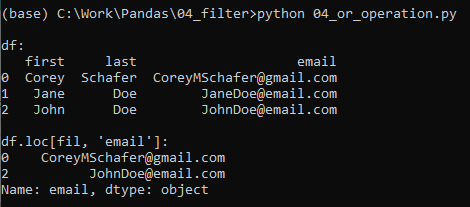 (base) C:\Work\Pandas\04_filter>python 04_or_operation.py
df:
   first     last                    email
0  Corey  Schafer  CoreyMSchafer@gmail.com
1   Jane      Doe        JaneDoe@email.com
2   John      Doe        JohnDoe@email.com
df.loc[fil, 'email']:
0    CoreyMSchafer@gmail.com
2          JohnDoe@email.com
Name: email, dtype: object